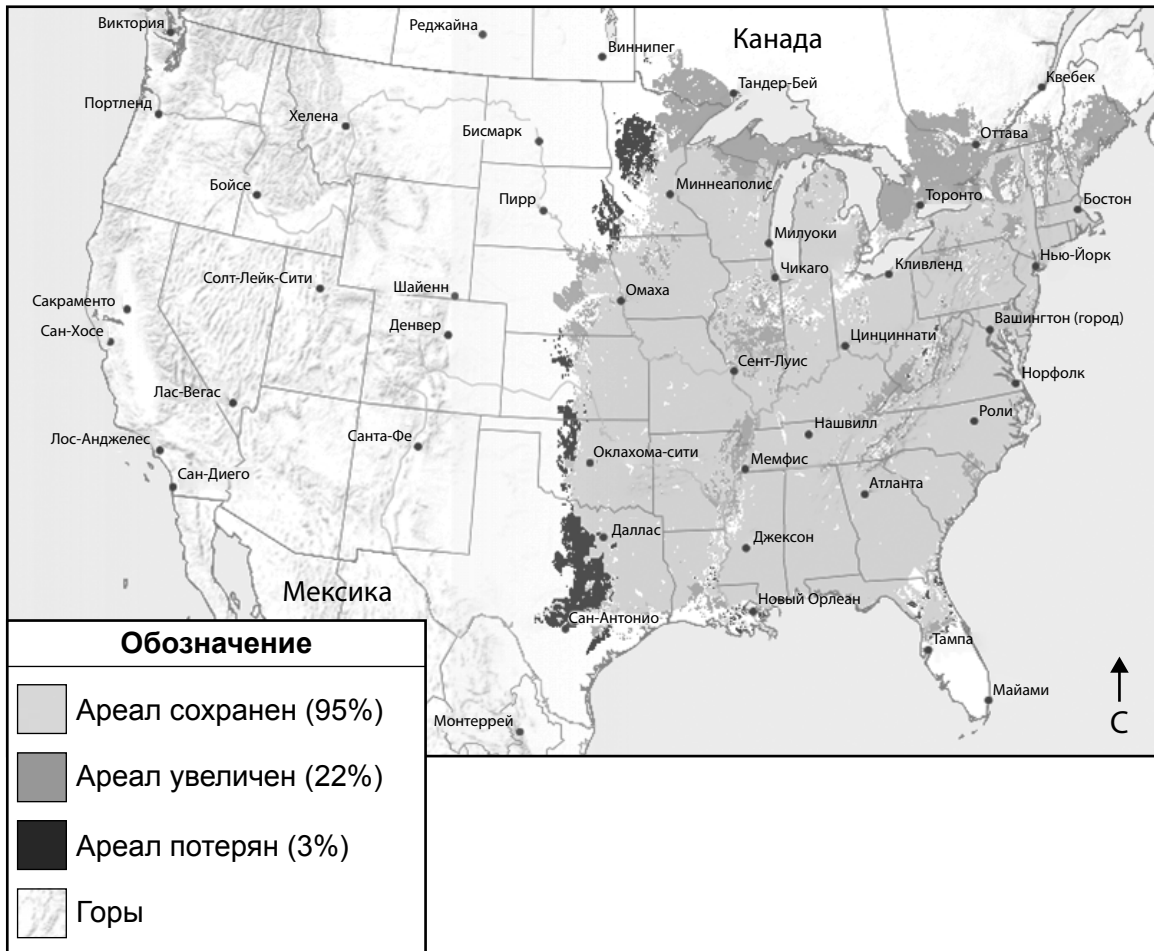 Виктория
Реджайна
Виннипег
Канада
Тандер-Бей
Квебек
Портленд
Хелена
Бисмарк
Оттава
Бойсе
Пирр
Миннеаполис
Торонто
Бостон
Милуоки
Нью-Йорк
Солт-Лейк-Сити
Шайенн
Чикаго
Кливленд
Сакраменто
Омаха
Сан-Хосе
Денвер
Вашингтон (город)
Цинциннати
Сент-Луис
Норфолк
Лас-Вегас
Роли
Нашвилл
Лос-Анджелес
Санта-Фе
Оклахома-сити
Мемфис
Сан-Диего
Атланта
Даллас
Джексон
Мексика
Новый Орлеан
Сан-Антонио
Тампа
Майами
Монтеррей
С
Обозначение
Ареал сохранен (95%)
Ареал увеличен (22%)
Ареал потерян (3%)
Горы